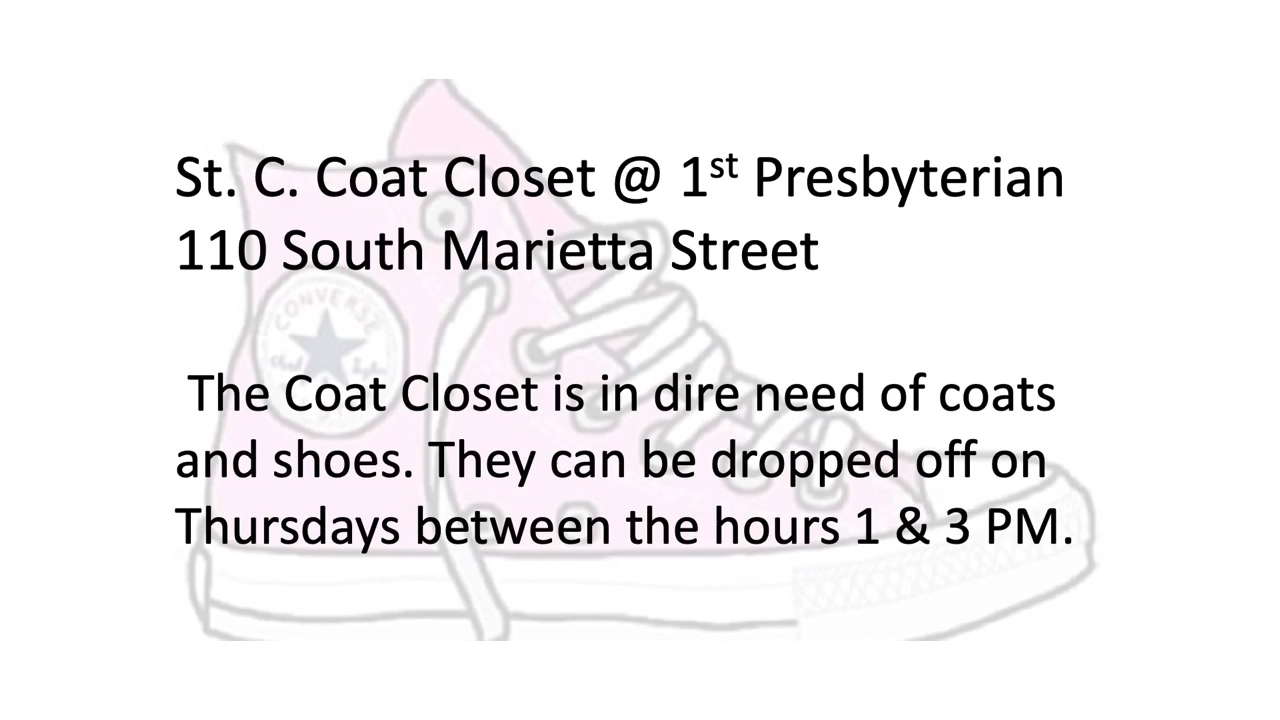 St. C. Coat Closet @ 1st Presbyterian
110 South Marietta Street
CONVERSE
The Coat Closet is in dire need of coats
and shoes. They can be dropped off on
Thursdays between the hours 1 & 3 PM.